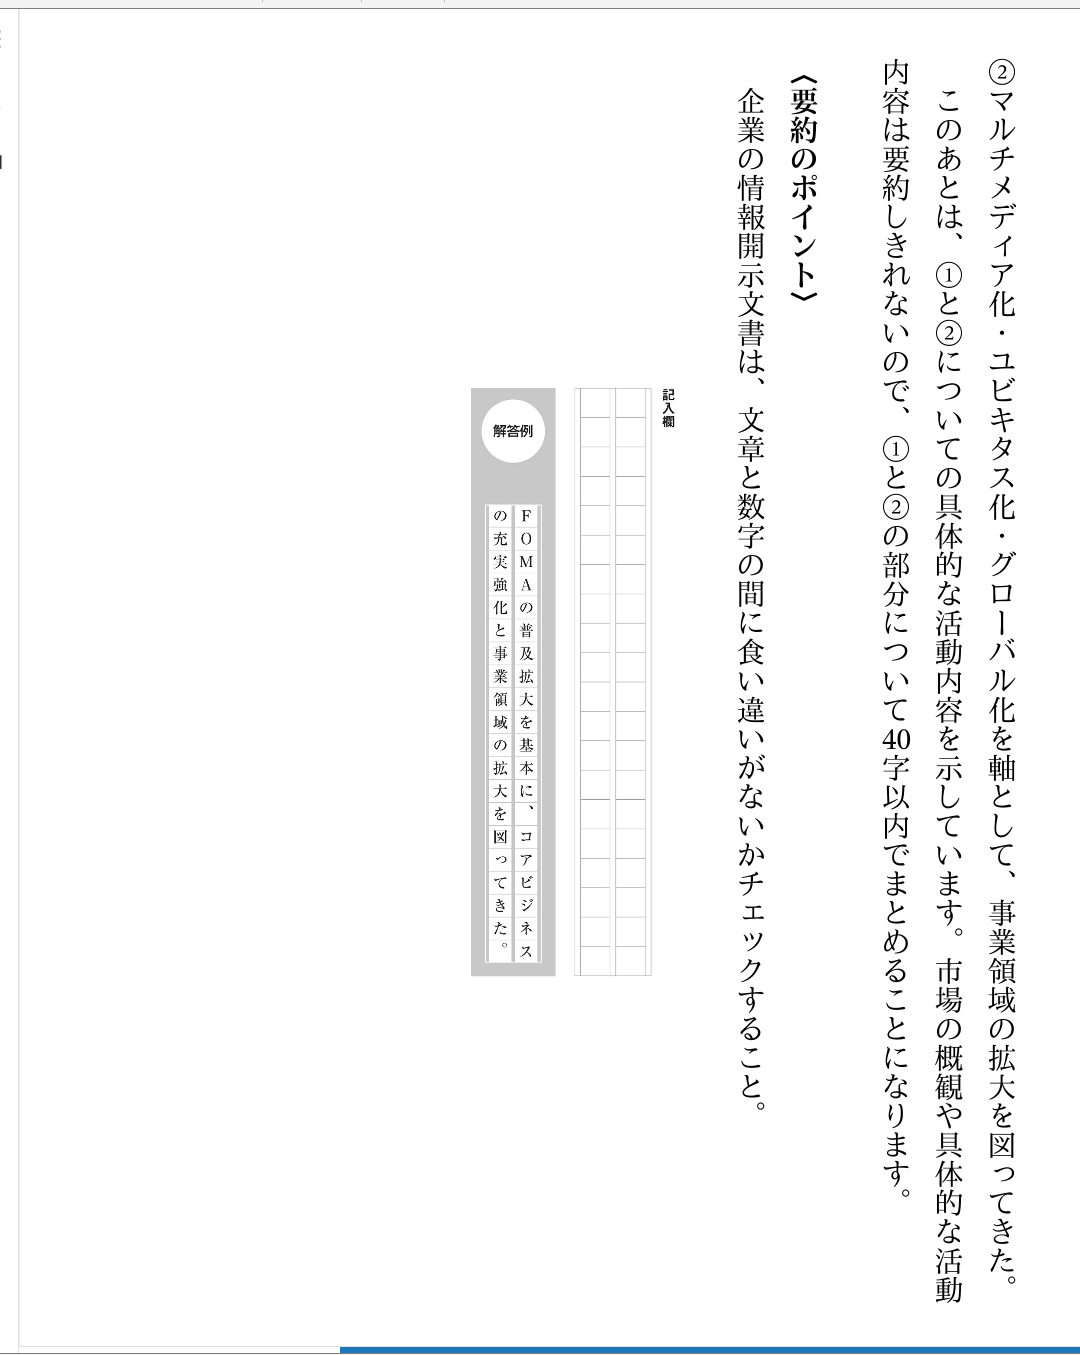 ②マルチメディア化・ユビキタス化・グローバル化を軸として、事業領域の拡大を図ってきた。
このあとは、①と②についての具体的な活動内容を示しています。市場の概観や具体的な活動
内容は要約しきれないので、①と②の部分について40字以内でまとめることになります。
〈要約のポイント〉
企業の情報開示文書は、文章と数字の間に食い違いがないかチェックすること。
記入欄
解答例
FOMAの普及拡大を基本に、コアビジネス
の充実強化と事業領域の拡大を図ってきた。